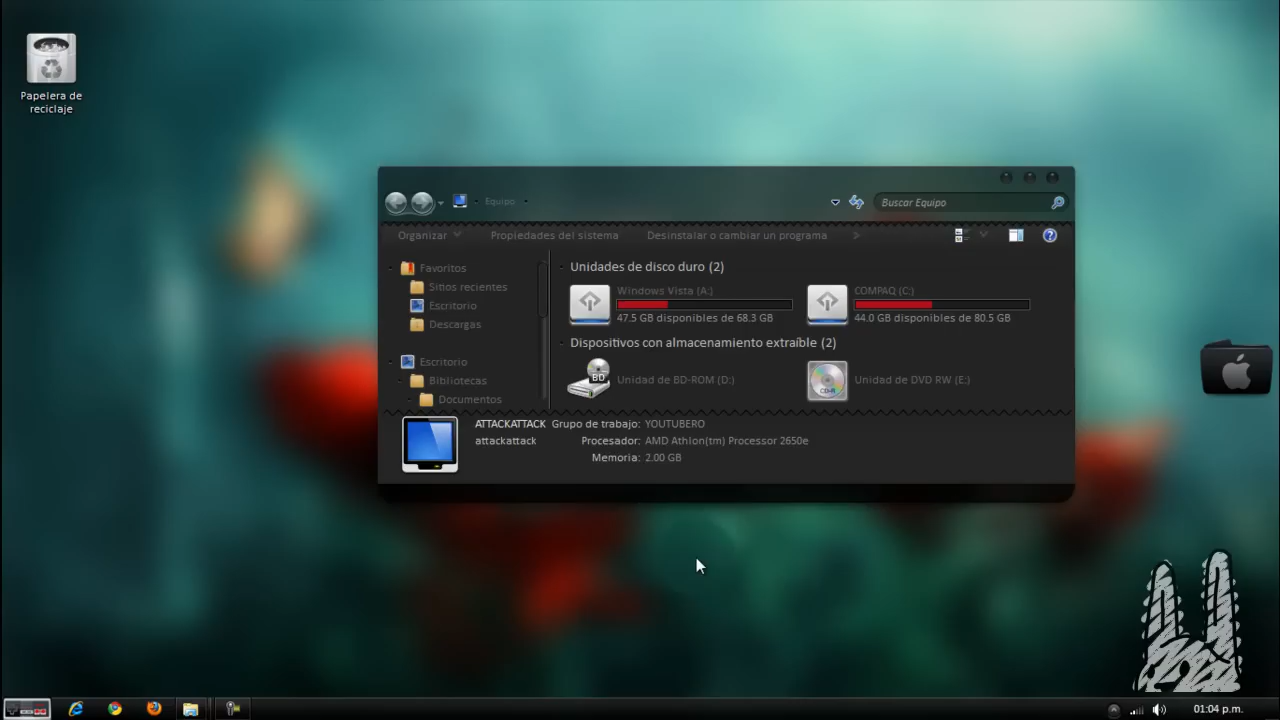 Papelera de
reciclaje
Equipo
Buscar Equipo
Organizar
Propiedades del sistema
Desinstalar o cambiar un programa
Favoritos
Sitios recientes
Escritorio
Descargas
Escritorio
Bibliotecas
Documentos
Unidades de disco duro (2)
Windows Vista (A:)
47.5 GB disponibles de 68.3 GB
COMPAQ (C:)
44.0 GB disponibles de 80.5 GB
Dispositivos con almacenamiento extraíble (2)
BD
Unidad de BD-ROM (D:)
CD-R
Unidad de DVD RW (E:)
ATTACKATTACK Grupo de trabajo: YOUTUBERO
attackattack Procesador: AMD Athlon(tm) Processor 2650e
Memoria: 2.00 GB
01:04 p.m.